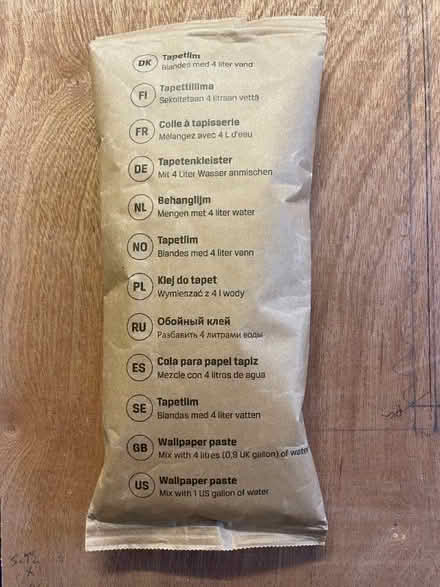 DK Tapetlim
Blandes med 4 liter vand
FI Tapettiliima
Sekoitetaan 4 litraan vettä
FR Colle à tapisserie
Mélangez avec 4 L d'eau
DE Tapetenkleister
Mit 4 Liter Wasser anmischen
NL Behanglijm
Mengen met 4 liter water
NO Tapetlim
Blandes med 4 liter vann
PL Klej do tapet
Wymieszać z 4 l wody
RU Обойный клей
Разбавить 4 литрами воды
ES Cola para papel tapiz
Mezcle con 4 litros de agua
SE Tapetlim
Blandas med 4 liter vatten
GB Wallpaper paste
Mix with 4 litres (0,9 UK gallon) of water
US Wallpaper paste
Mix with 1 US gallon of water